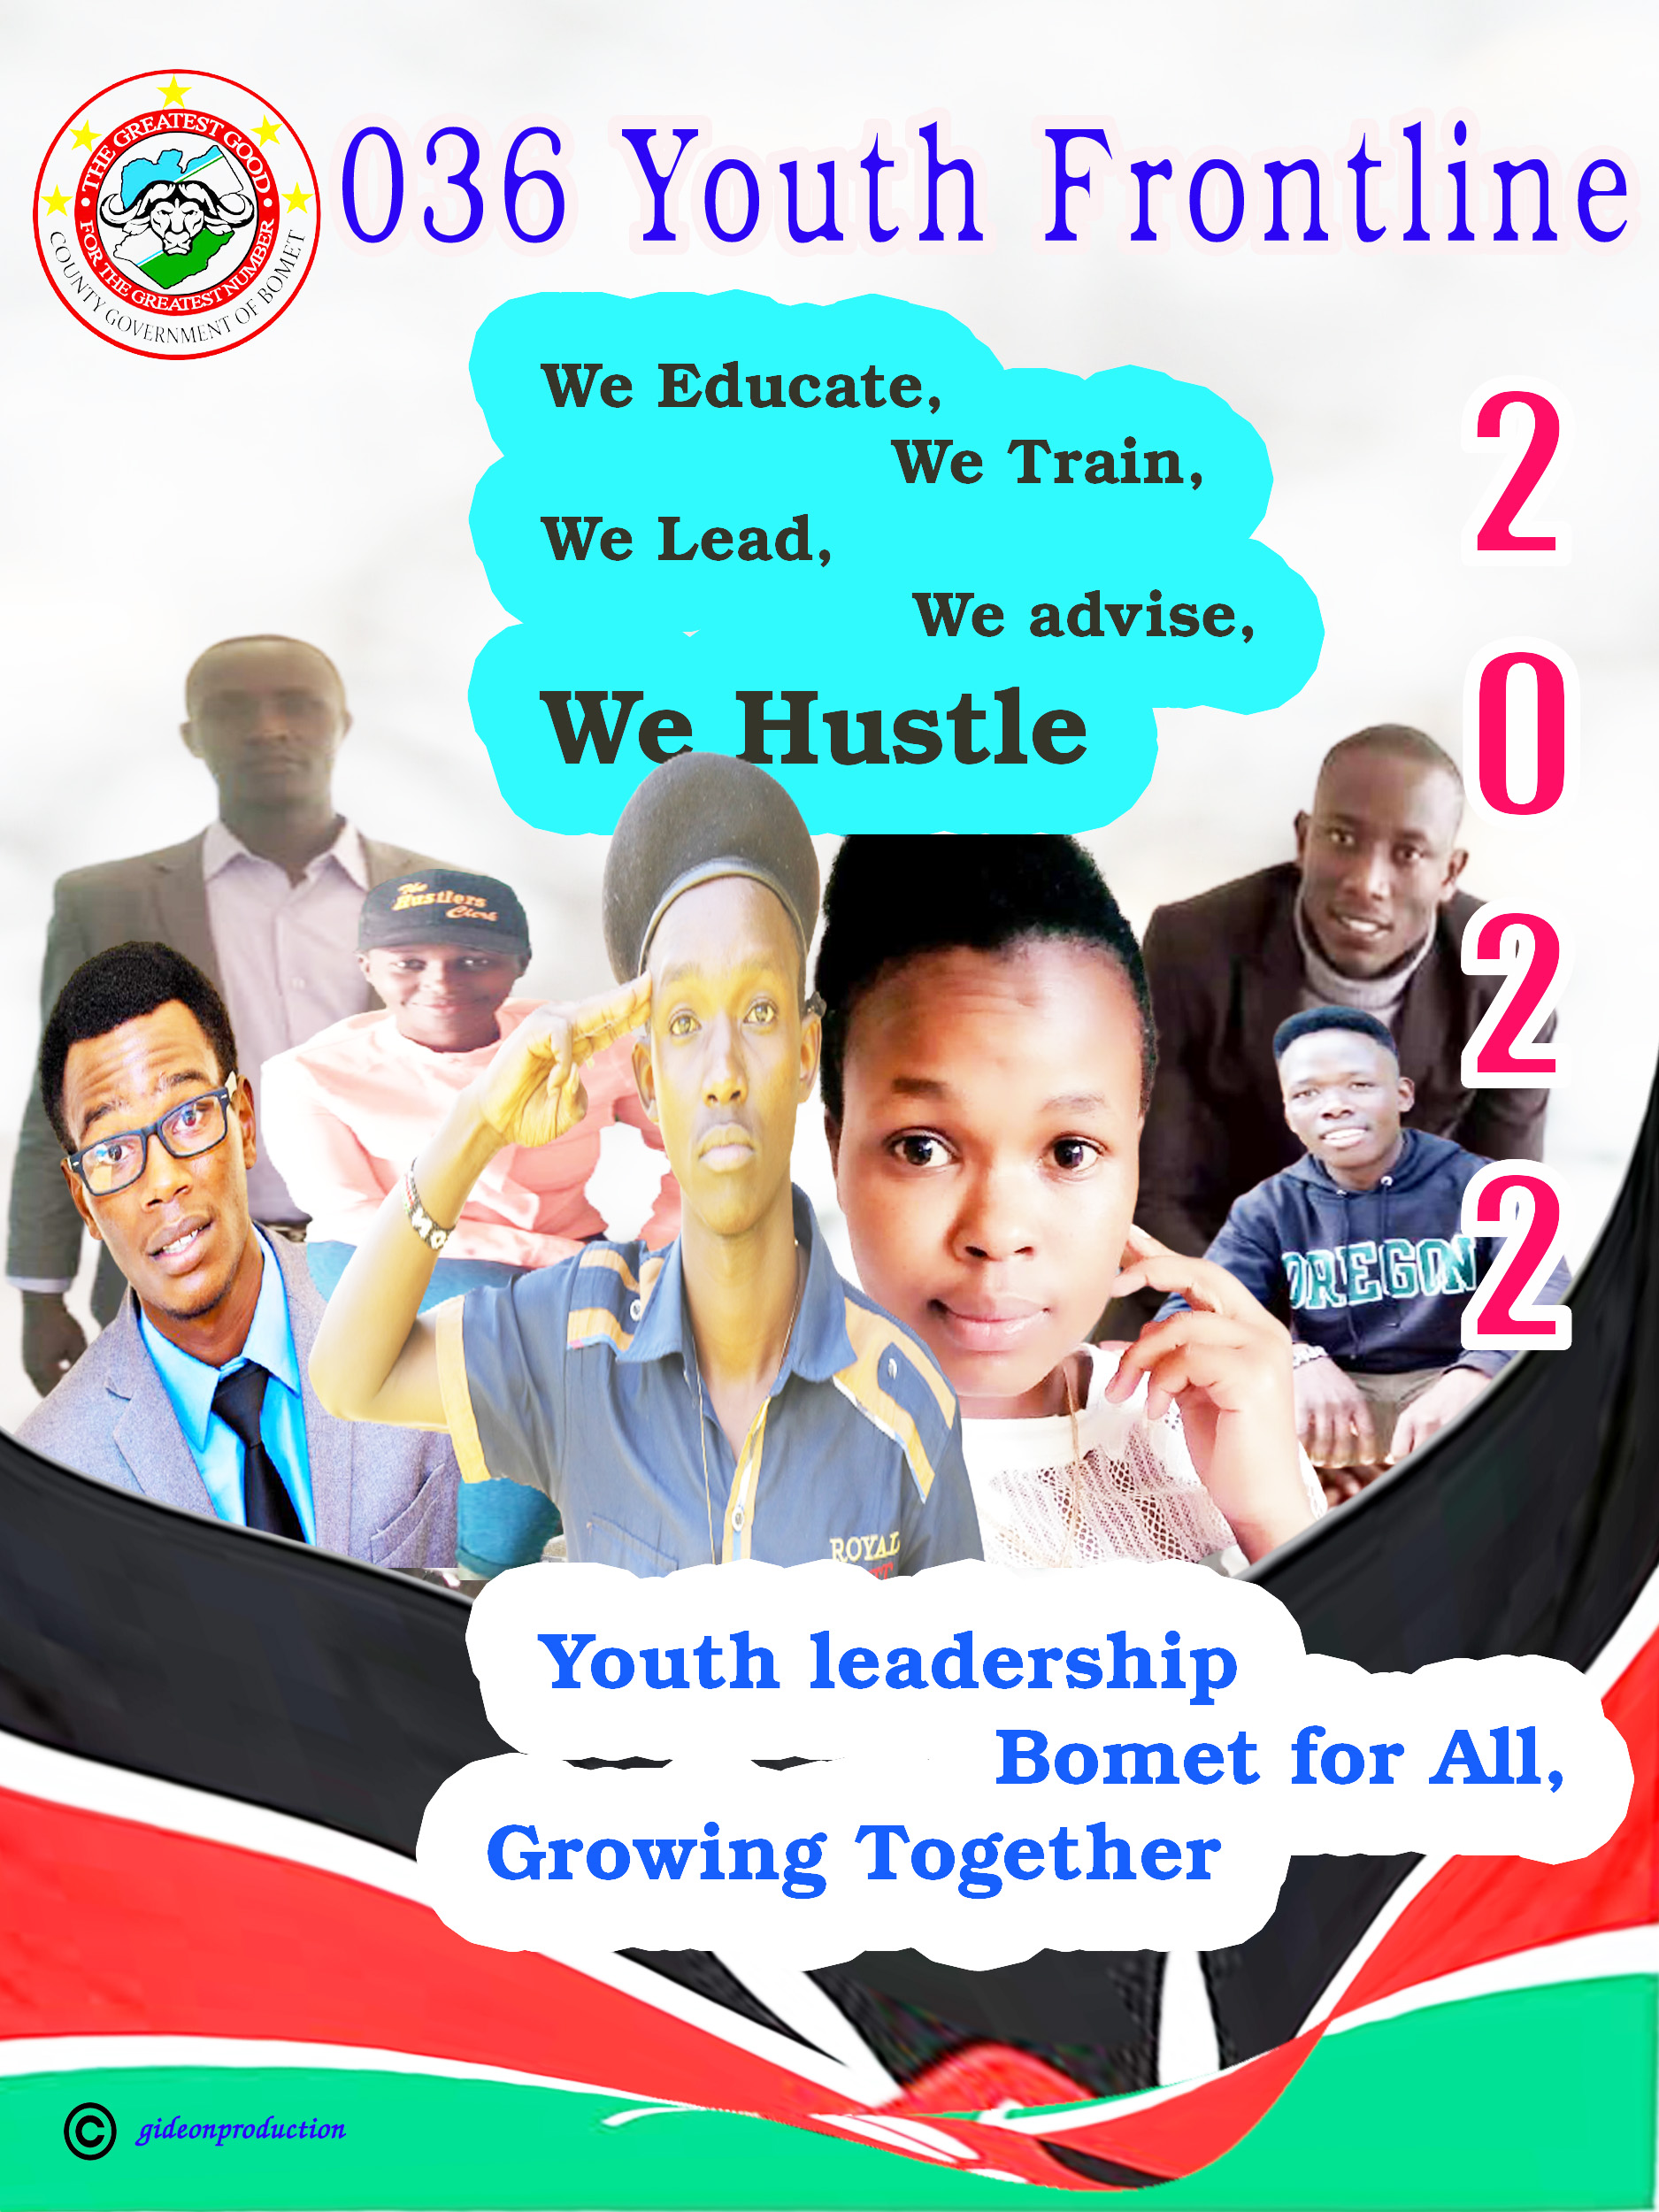 THE GREATEST GOOD
FOR THE GREATEST NUMBER
COUNTY GOVERNMENT OF BOMET
036 Youth Frontline
We Educate,
We Train,
We Lead,
We advise,
We Hustle
2
0
2
2
The
Hustlers
OREGON
ROYAL
Youth leadership
Bomet for All,
Growing Together
© gideonproduction